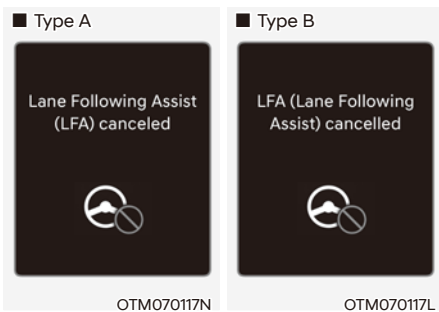 ■ Type A
Lane Following Assist
(LFA) canceled
OTM070117N
■ Type B
LFA (Lane Following
Assist) cancelled
OTM070117L